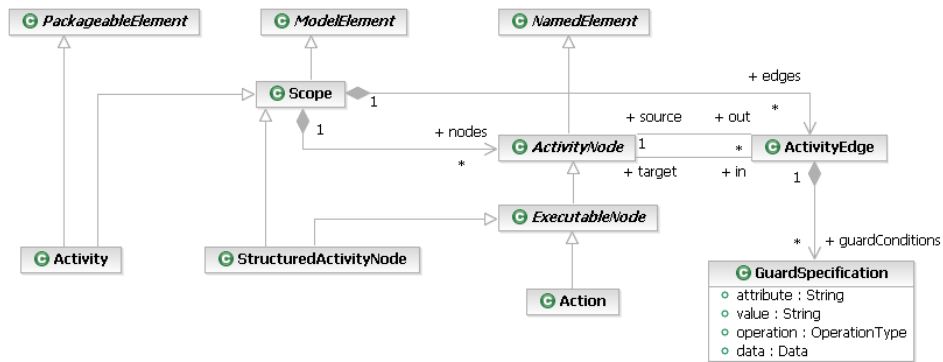 PackageableElement
ModelElement
NamedElement
Scope
+ edges
1
*
1
+ nodes
*
+ source
+ out
1
*
ActivityNode
ActivityEdge
+ target
+ in
1
ExecutableNode
* + guardConditions
Activity
StructuredActivityNode
GuardSpecification
Action
attribute : String
value : String
operation : OperationType
data : Data